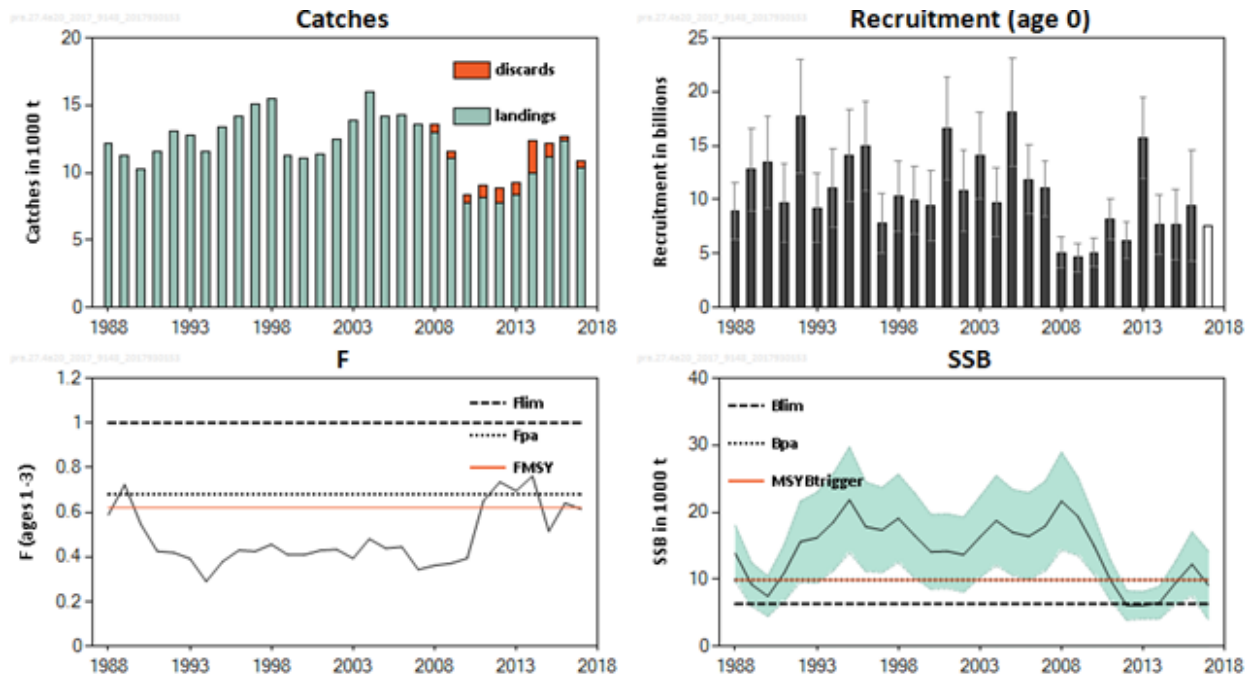 Catches
Catches in 1000 t
20
15
10
5
0
discards
landings
1988 1993 1998 2003 2008 2013 2018
Recruitment (age 0)
Recruitment in billions
25
20
15
10
5
0
1988 1993 1998 2003 2008 2013 2018
F
F (ages 1-3)
1.2
1
0.8
0.6
0.4
0.2
0
Flim
Fpa
FMSY
1988 1993 1998 2003 2008 2013 2018
SSB
SSB in 1000 t
40
30
20
10
0
Blim
Bpa
MSYBtrigger
1988 1993 1998 2003 2008 2013 2018